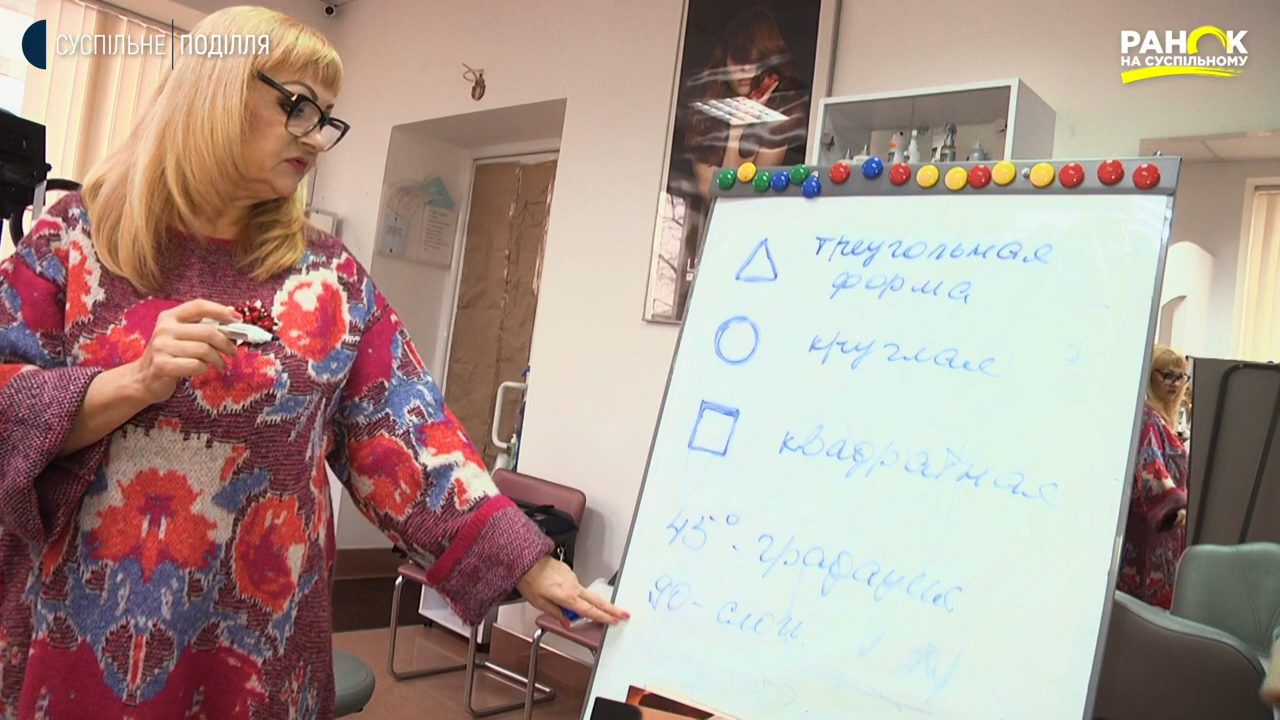 СУСПІЛЬНЕ ПОДІЛЛЯ
РАНОК
НА СУСПІЛЬНОМУ
треугольная
форма
круглая
квадратная
45° - градация
90 - слои